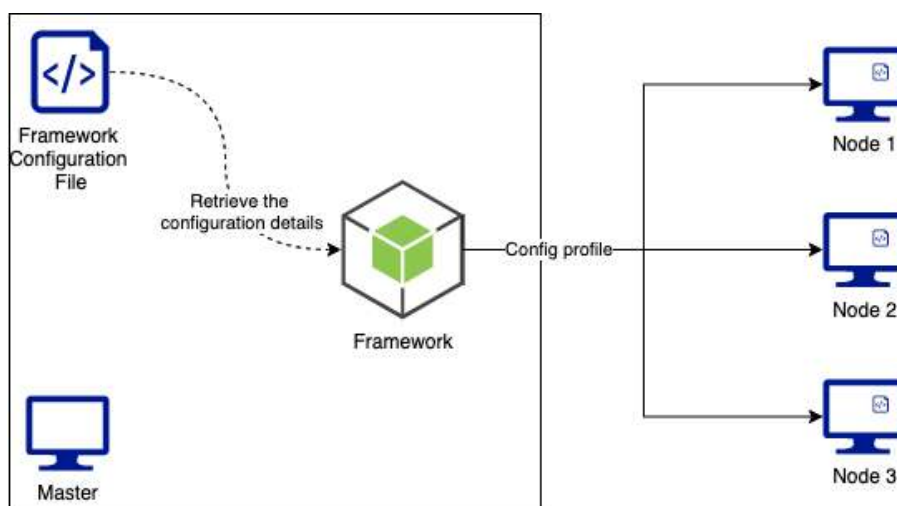 </>
Framework
Configuration
File
Retrieve the
configuration details
Framework
Config profile
Master
</>
Node 1
</>
Node 2
</>
Node 3